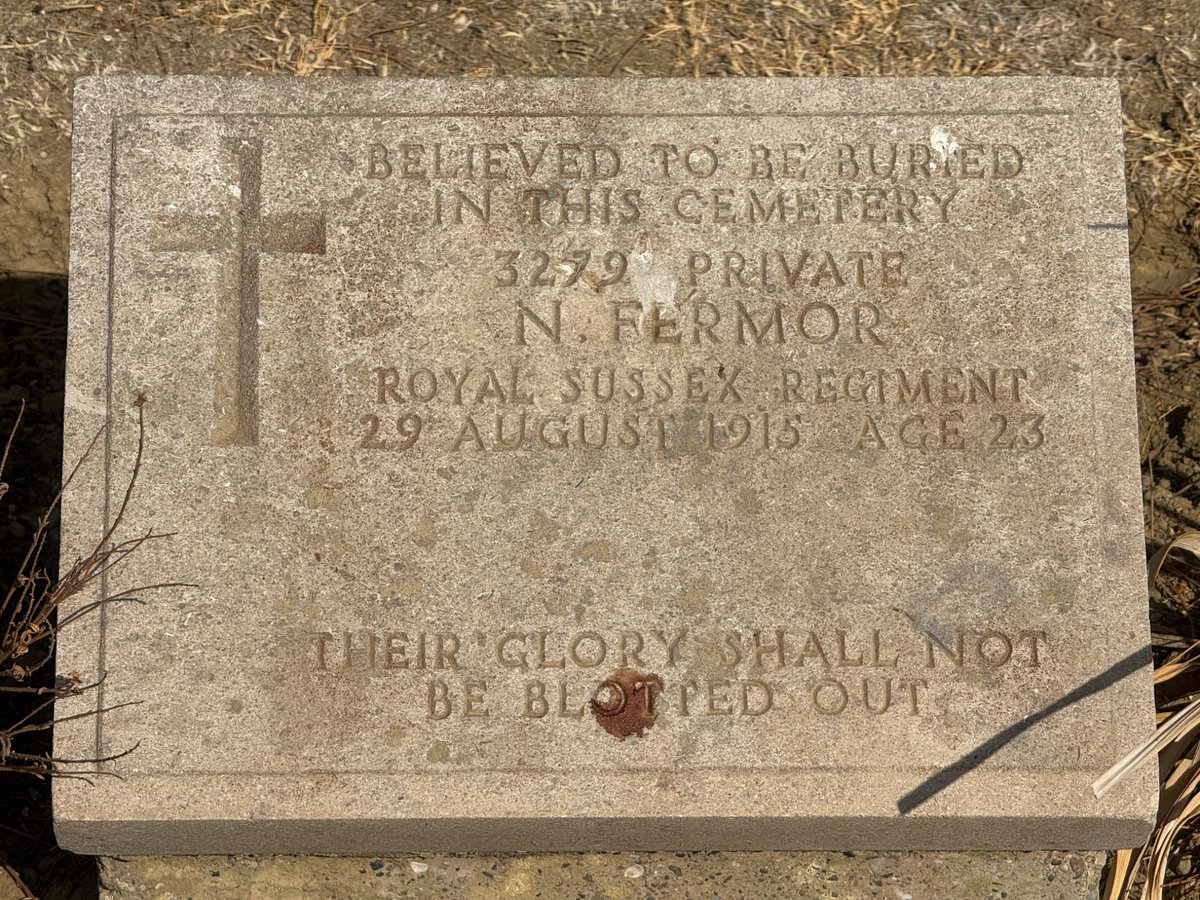 BELIEVED TO BE BURIED
IN THIS CEMETERY
3279 PRIVATE
N. FERMOR
ROYAL SUSSEX REGIMENT
29 AUGUST 1915 AGE 23
THEIR GLORY SHALL NOT
BE BLOTTED OUT